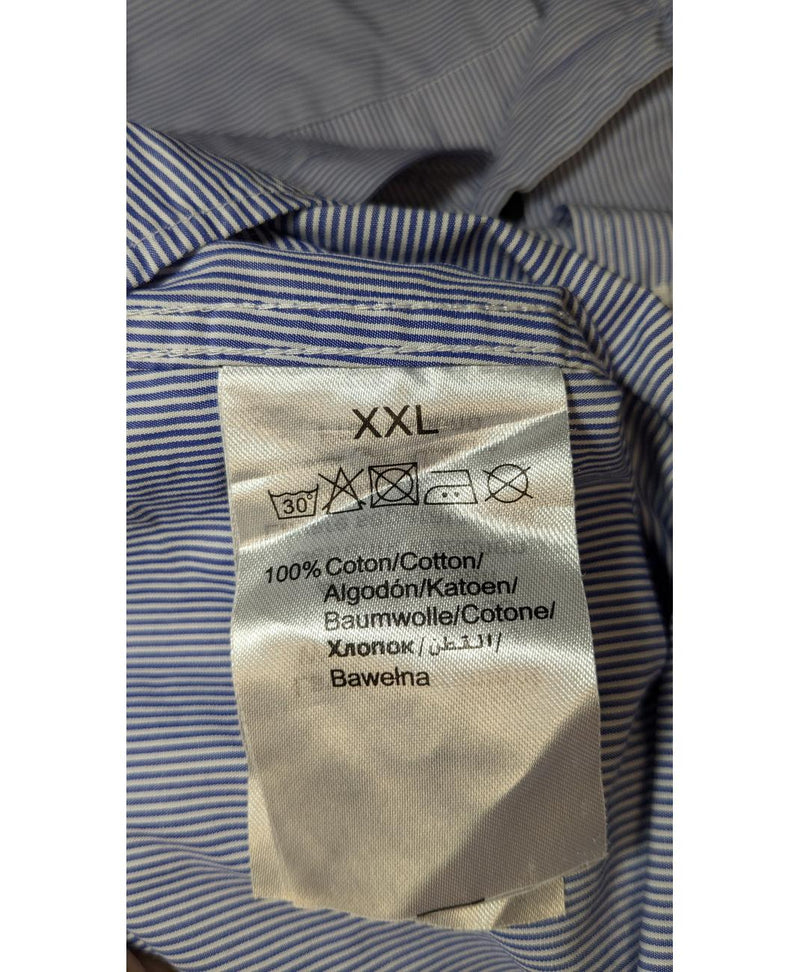 XXL
30°
100% Coton/Cotton/
Algodón/Katoen/
Baumwolle/Cotone/
Хлопок/القطن/
Bawełna